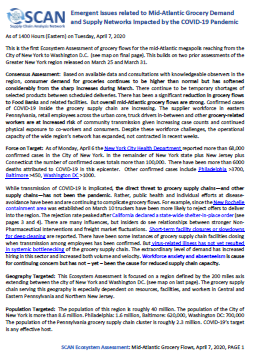 SCAN
Emergent Issues related to Mid-Atlantic Grocery Demand
and Supply Networks Impacted by the COVID-19 Pandemic
As of 1400 Hours (Eastern) on Tuesday, April 7, 2020
This is the first Ecosystem Assessment of grocery flows for the mid-Atlantic megapolis reaching from the
City of New York to Washington D.C. (see map on final page). This builds on two prior assessments of the
Greater New York region released on March 25 and March 31.
Consensus Assessment: Based on available data and consultations with knowledgeable observers in the
region, consumer demand for groceries continues to be higher than normal but has softened
considerably from the sharp increases during March. There continue to be temporary shortages of
selected products between scheduled deliveries. There has been a significant reduction in grocery flows
to Food Banks and related facilities. But overall mid-Atlantic grocery flows are strong. Confirmed cases
of COVID-19 inside the grocery supply chain are increasing. The supplier workforce in eastern
Pennsylvania, retail employees across the urban core, truck drivers in-between and other grocery-related
workers are at increased risk of community transmission given increasing case counts and continued
physical exposure to co-workers and consumers. Despite these workforce challenges, the operational
capacity of the wide region's network has expanded, not contracted in recent weeks.
Force on Target: As of Monday, April 6 the New York City Health Department reported more than 68,000
confirmed cases in the City of New York. In the remainder of New York state plus New Jersey plus
Connecticut the number of confirmed cases totals more than 100,000. There have been more than 6000
deaths attributed to COVID-19 in this epicenter. Other confirmed cases include Philadelphia >3,700,
Baltimore >450, Washington DC >1000.
While transmission of COVID-19 is implicated, the direct threat to grocery supply chains—and other
supply chains—has not been the pandemic. Rather, public health and individual efforts at disease-
avoidance have been and are continuing to complicate grocery flows. For example, since the New Rochelle
containment area was established on March 10 truckers have been more likely to reject offers to deliver
into the region. The rejection rate peaked after California declared a state-wide shelter-in-place order (see
pages 3 and 4). There are many influences, but insiders do see relationships between stronger Non-
Pharmaceutical Interventions and freight market fluctuations. Short-term facility closures or slowdowns
for deep cleaning are reported. There have been some instances of grocery supply chain facilities closing
when transmission among employees has been confirmed. But virus-related illness has not yet resulted
in systemic bottlenecking of the grocery supply chain. The extraordinary level of demand has increased
hiring in this sector and increased both volume and velocity. Workforce anxiety and absenteeism is cause
for continuing concern but has not – yet – been the cause for reduced supply chain capacity.
Geography Targeted: This Ecosystem Assessment is focused on a region defined by the 200 miles axis
extending between the city of New York and Washington DC (see map on last page). The grocery supply
chain serving this geography is especially dependent on resources, facilities, and workers in Central and
Eastern Pennsylvania and Northern New Jersey.
Population Targeted: The population of this region is roughly 40 million. The population of the City of
New York is more than 8.6 million. Philadelphia: 1.6 million, Baltimore: 620,000, Washington DC: 700,000
The population of the Pennsylvania grocery supply chain cluster is roughly 2.2 million. COVID-19's target
is any effective host.
SCAN Ecosystem Assessment: Mid-Atlantic Grocery Flows, April 7, 2020, PAGE 1